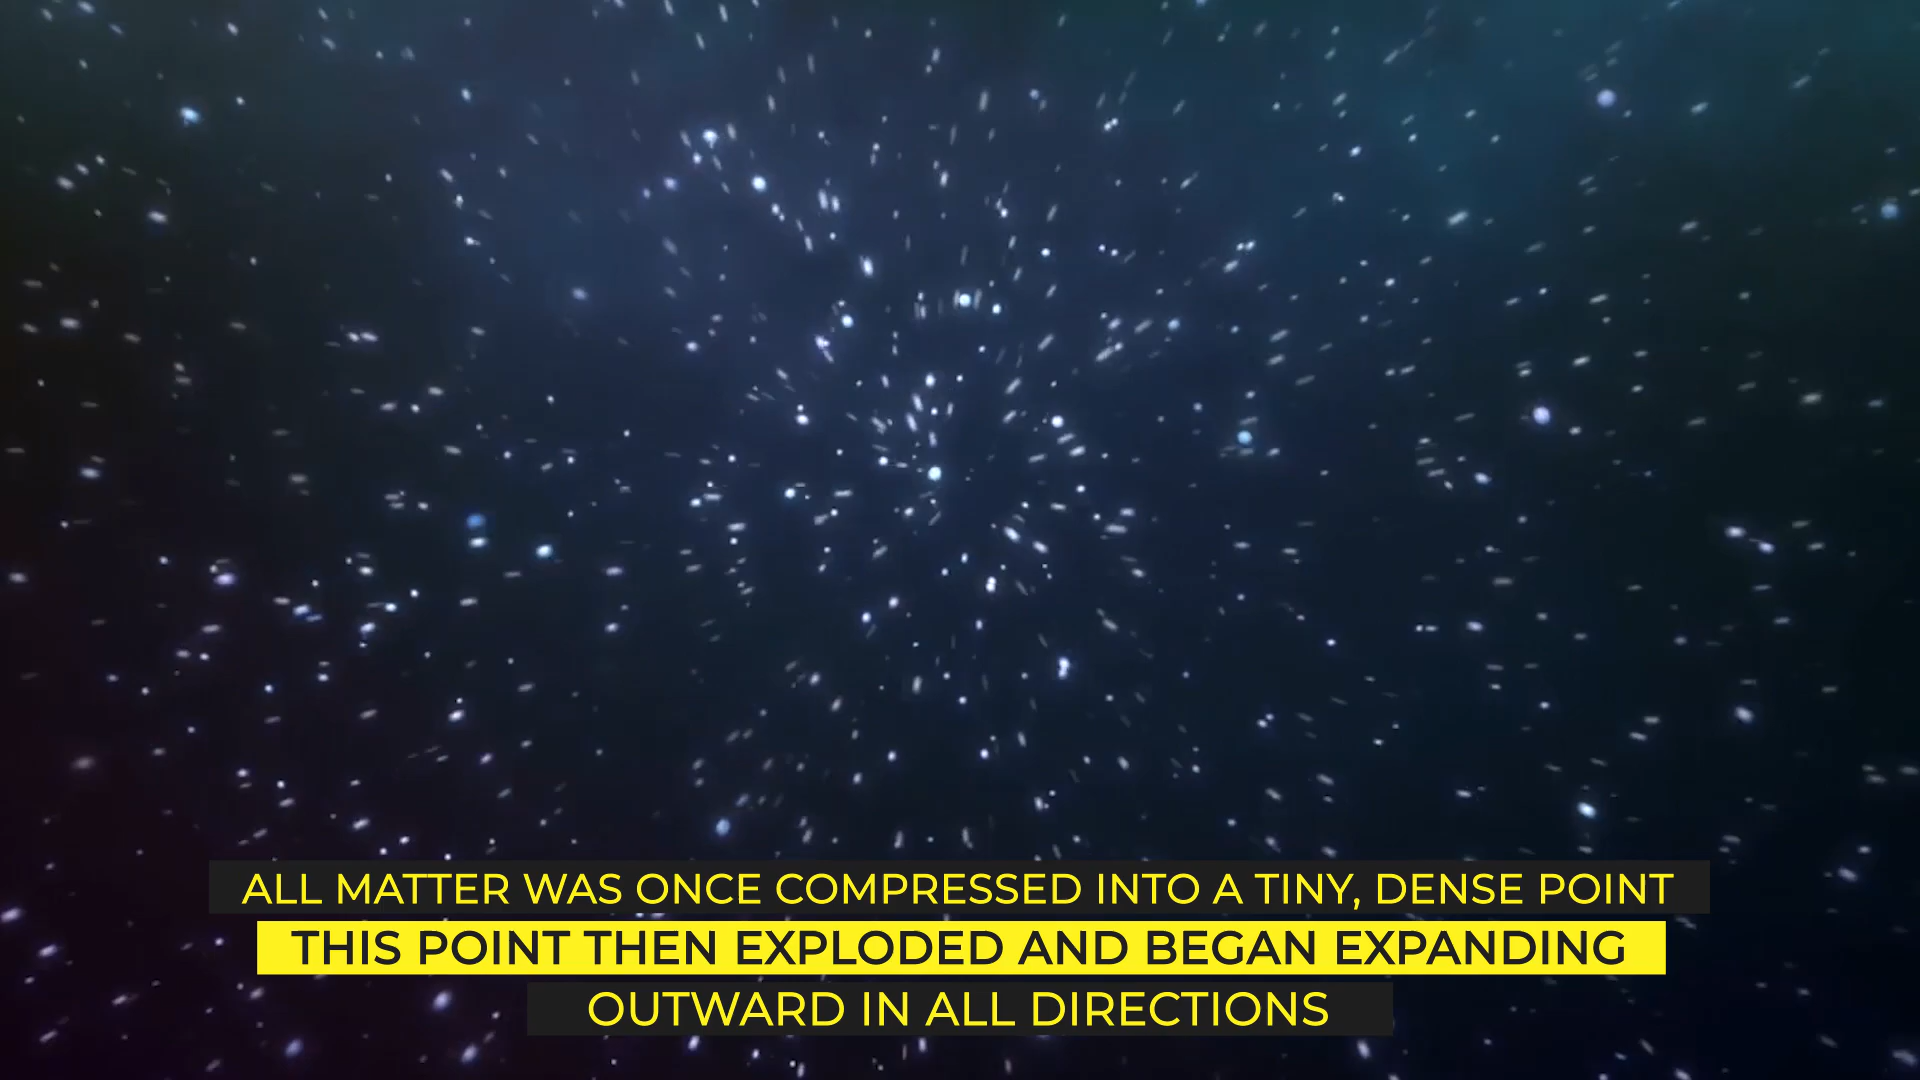 ALL MATTER WAS ONCE COMPRESSED INTO A TINY, DENSE POINT
THIS POINT THEN EXPLODED AND BEGAN EXPANDING
OUTWARD IN ALL DIRECTIONS